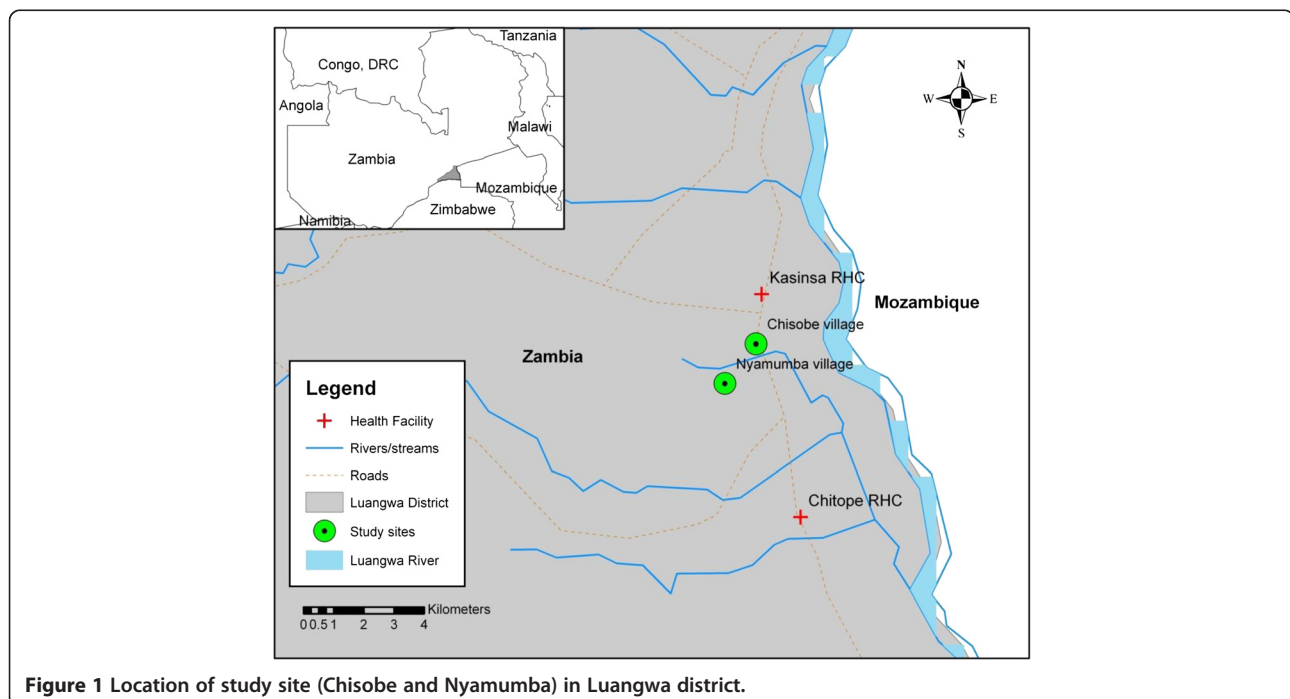 Tanzania
Congo, DRC
Angola
Malawi
Zambia
Mozambique
Zimbabwe
Namibia
N
W E
S
Kasinsa RHC
Mozambique
Chisobe village
Zambia
Nyamumba village
Chitope RHC
Legend
Health Facility
Rivers/streams
Roads
Luangwa District
Study sites
Luangwa River
Kilometers
0 0.5 1 2 3 4
Figure 1 Location of study site (Chisobe and Nyamumba) in Luangwa district.